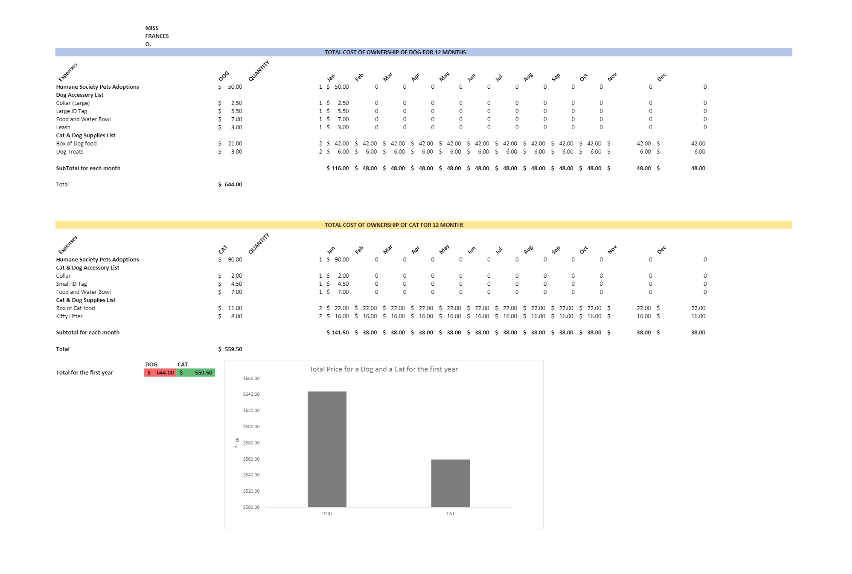 MISS
FRANCES
O.
TOTAL COST OF OWNERSHIP OF DOG FOR 12 MONTHS
Expenses DOG QUANTITY Jan Feb Mar Apr May Jun Jul Aug Sep Oct Nov Dec
Humane Society Pets Adoptions $ 50.00 1 $ 50.00 0 0 0 0 0 0 0 0 0 0 0
Dog Accessory List
Collar (Large) $ 2.50 1 $ 2.50 0 0 0 0 0 0 0 0 0 0 0
Large ID Tag $ 5.50 1 $ 5.50 0 0 0 0 0 0 0 0 0 0 0
Food and Water Bowl $ 7.00 1 $ 7.00 0 0 0 0 0 0 0 0 0 0 0
Leash $ 3.00 1 $ 3.00 0 0 0 0 0 0 0 0 0 0 0
Cat & Dog Supplies List
Box of Dog food $ 21.00 2 $ 42.00 $ 42.00 $ 42.00 $ 42.00 $ 42.00 $ 42.00 $ 42.00 $ 42.00 $ 42.00 $ 42.00 $ 42.00 $ 42.00
Dog Treats $ 3.00 2 $ 6.00 $ 6.00 $ 6.00 $ 6.00 $ 6.00 $ 6.00 $ 6.00 $ 6.00 $ 6.00 $ 6.00 $ 6.00 $ 6.00
SubTotal for each month $ 116.00 $ 48.00 $ 48.00 $ 48.00 $ 48.00 $ 48.00 $ 48.00 $ 48.00 $ 48.00 $ 48.00 $ 48.00 $ 48.00
Total $ 644.00
TOTAL COST OF OWNERSHIP OF CAT FOR 12 MONTHS
Expenses CAT QUANTITY Jan Feb Mar Apr May Jun Jul Aug Sep Oct Nov Dec
Humane Society Pets Adoptions $ 90.00 1 $ 90.00 0 0 0 0 0 0 0 0 0 0 0
Cat & Dog Accessory List
Collar $ 2.00 1 $ 2.00 0 0 0 0 0 0 0 0 0 0 0
Small ID Tag $ 4.50 1 $ 4.50 0 0 0 0 0 0 0 0 0 0 0
Food and Water Bowl $ 7.00 1 $ 7.00 0 0 0 0 0 0 0 0 0 0 0
Cat & Dog Supplies List
Box of Cat food $ 11.00 2 $ 22.00 $ 22.00 $ 22.00 $ 22.00 $ 22.00 $ 22.00 $ 22.00 $ 22.00 $ 22.00 $ 22.00 $ 22.00 $ 22.00
Kitty Litter $ 8.00 2 $ 16.00 $ 16.00 $ 16.00 $ 16.00 $ 16.00 $ 16.00 $ 16.00 $ 16.00 $ 16.00 $ 16.00 $ 16.00 $ 16.00
Subtotal for each month $ 141.50 $ 38.00 $ 38.00 $ 38.00 $ 38.00 $ 38.00 $ 38.00 $ 38.00 $ 38.00 $ 38.00 $ 38.00 $ 38.00
Total $ 559.50
DOG CAT
Total for the first year $ 644.00 $ 559.50
Total Price for a Dog and a Cat for the first year
$660.00
$640.00
$620.00
$600.00
$580.00
$560.00
$540.00
$520.00
$500.00
DOG CAT